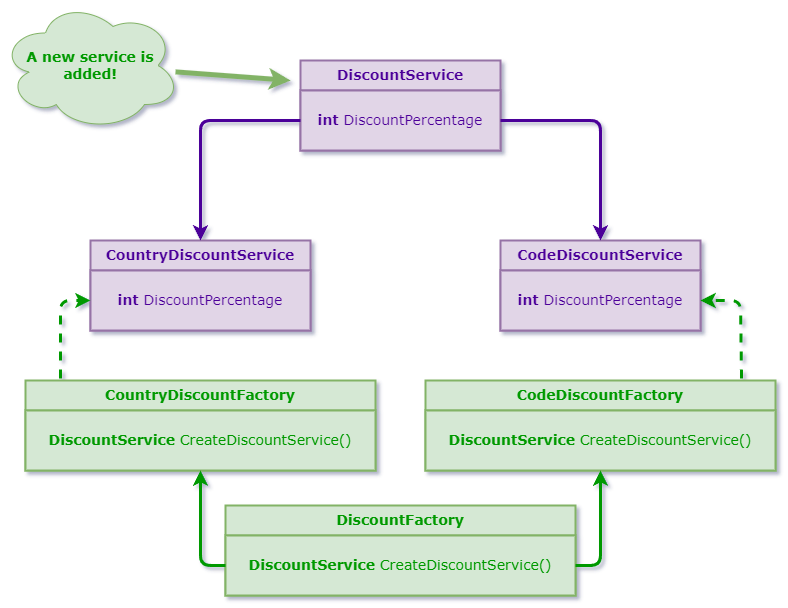 A new service is
added!
DiscountService
int DiscountPercentage
CountryDiscountService
int DiscountPercentage
CodeDiscountService
int DiscountPercentage
CountryDiscountFactory
DiscountService CreateDiscountService()
CodeDiscountFactory
DiscountService CreateDiscountService()
DiscountFactory
DiscountService CreateDiscountService()